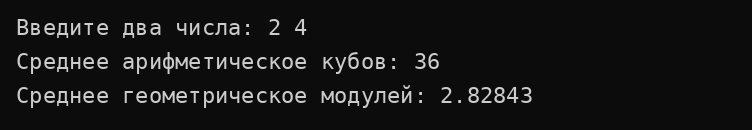 Введите два числа: 2 4
Среднее арифметическое кубов: 36
Среднее геометрическое модулей: 2.82843